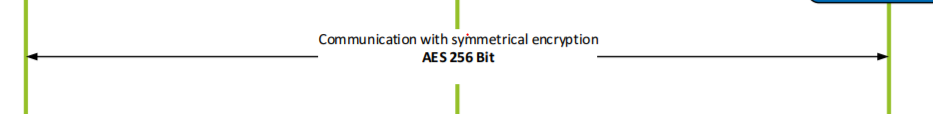 Communication with symmetrical encryption
AES 256 Bit